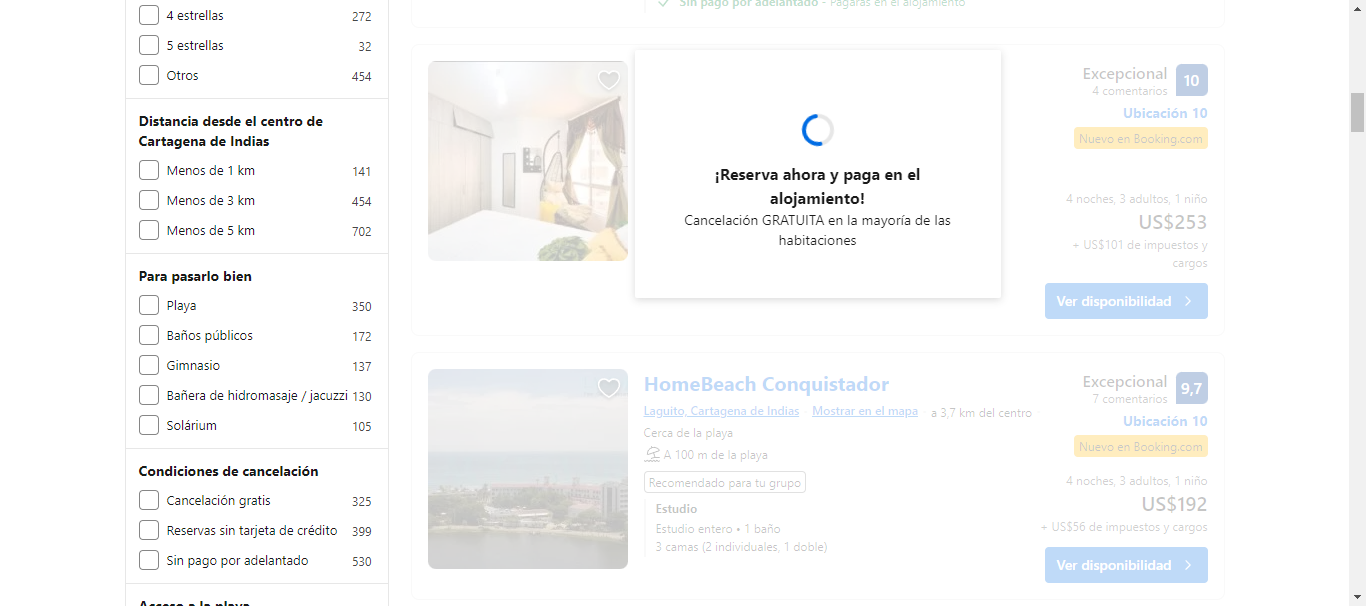 4 estrellas 272
5 estrellas 32
Otros 454
Distancia desde el centro de
Cartagena de Indias
Menos de 1 km 141
Menos de 3 km 454
Menos de 5 km 702
Para pasarlo bien
Playa 350
Baños públicos 172
Gimnasio 137
Bañera de hidromasaje / jacuzzi 130
Solárium 105
Condiciones de cancelación
Cancelación gratis 325
Reservas sin tarjeta de crédito 399
Sin pago por adelantado 530
Acceso a la playa
Sin pago por adelantado - Pagarás en el alojamiento
¡Reserva ahora y paga en el
alojamiento!
Cancelación GRATUITA en la mayoría de las
habitaciones
Excepcional 10
4 comentarios
Ubicación 10
Nuevo en Booking.com
4 noches, 3 adultos, 1 niño
US$253
+ US$101 de impuestos y
cargos
Ver disponibilidad
HomeBeach Conquistador
Laguito, Cartagena de Indias Mostrar en el mapa a 3,7 km del centro
Cerca de la playa
A 100 m de la playa
Recomendado para tu grupo
Estudio
Estudio entero • 1 baño
3 camas (2 individuales, 1 doble)
Excepcional 9,7
7 comentarios
Ubicación 10
Nuevo en Booking.com
4 noches, 3 adultos, 1 niño
US$192
+ US$56 de impuestos y cargos
Ver disponibilidad